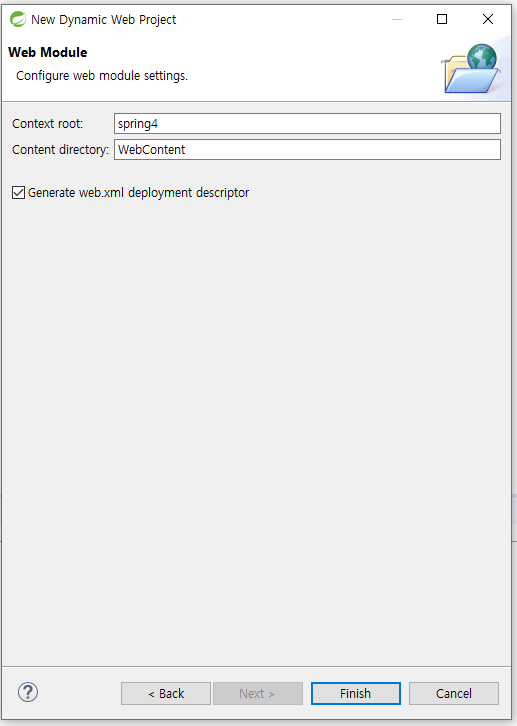 New Dynamic Web Project
Web Module
Configure web module settings.
Context root: spring4
Content directory: WebContent
Generate web.xml deployment descriptor
? < Back Next > Finish Cancel